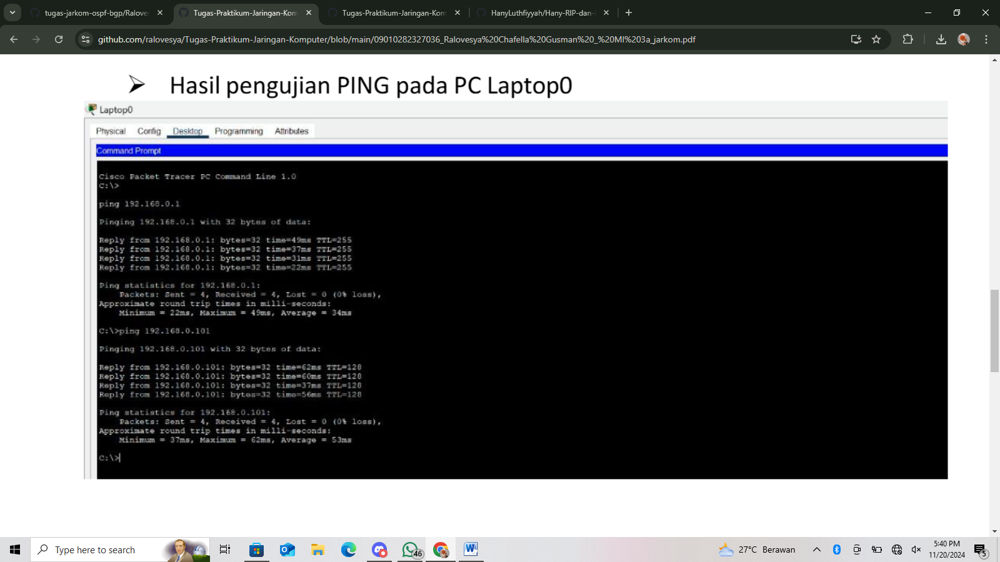 tugas-jarkom-ospf-bgp/Ralove
Tugas-Praktikum-Jaringan-Kom
Tugas-Praktikum-Jaringan-Kom
HanyLuthfiyyah/Hany-RIP-dan-
github.com/ralovesya/Tugas-Praktikum-Jaringan-Komputer/blob/main/09010282327036_Ralovesya%20Chafella%20Gusman%20_%20MI%203a_jarkom.pdf
Hasil pengujian PING pada PC Laptop0
Laptop0
Physical Config Desktop Programming Attributes
Command Prompt
Cisco Packet Tracer PC Command Line 1.0
C:\>
ping 192.168.0.1
Pinging 192.168.0.1 with 32 bytes of data:
Reply from 192.168.0.1: bytes=32 time=49ms TTL=255
Reply from 192.168.0.1: bytes=32 time=37ms TTL=255
Reply from 192.168.0.1: bytes=32 time=31ms TTL=255
Reply from 192.168.0.1: bytes=32 time=22ms TTL=255
Ping statistics for 192.168.0.1:
Packets: Sent = 4, Received = 4, Lost = 0 (0% loss),
Approximate round trip times in milli-seconds:
Minimum = 22ms, Maximum = 49ms, Average = 34ms
C:\>ping 192.168.0.101
Pinging 192.168.0.101 with 32 bytes of data:
Reply from 192.168.0.101: bytes=32 time=62ms TTL=128
Reply from 192.168.0.101: bytes=32 time=60ms TTL=128
Reply from 192.168.0.101: bytes=32 time=37ms TTL=128
Reply from 192.168.0.101: bytes=32 time=56ms TTL=128
Ping statistics for 192.168.0.101:
Packets: Sent = 4, Received = 4, Lost = 0 (0% loss),
Approximate round trip times in milli-seconds:
Minimum = 37ms, Maximum = 62ms, Average = 53ms
C:\>
Type here to search
46
27°C Berawan
5:40 PM
11/20/2024
5